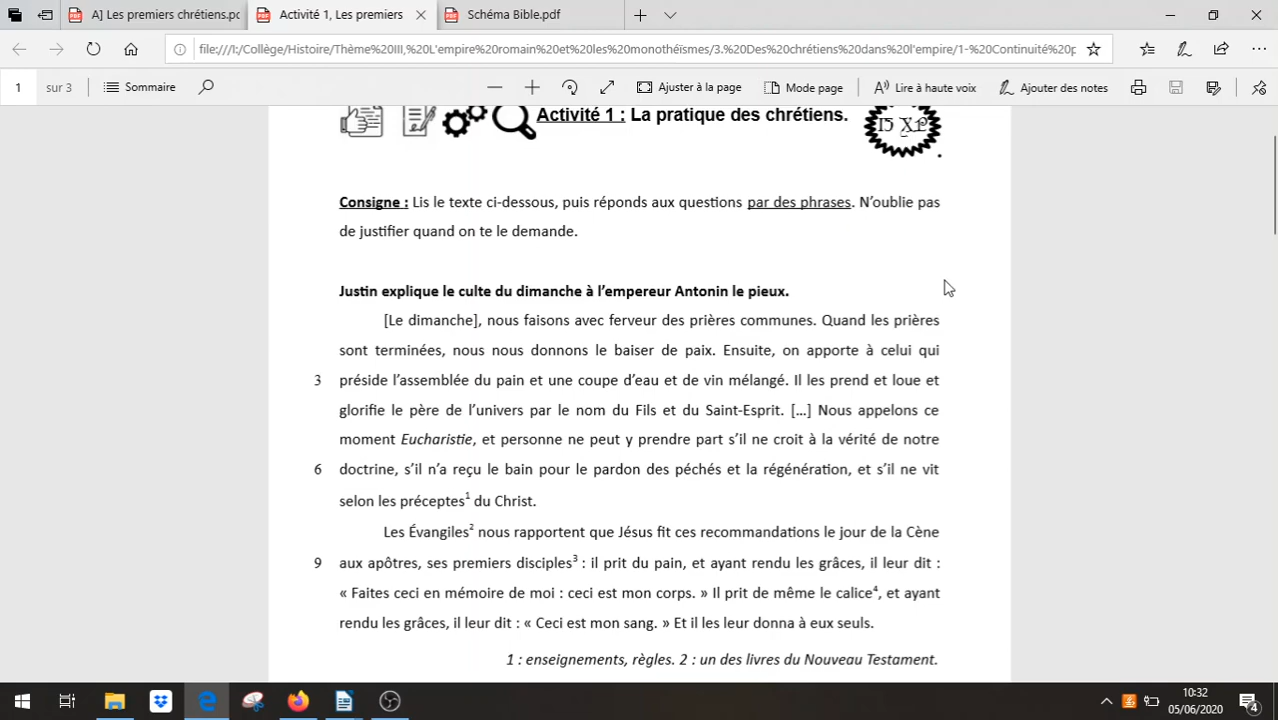 A] Les premiers chrétiens.pc
Activité 1, Les premiers
Schéma Bible.pdf
file:///I:/Collège/Histoire/Thème%20III,%20L'empire%20romain%20et%20les%20monothéïsmes/3.%20Des%20chrétiens%20dans%20l'empire/1-%20Continuité%20p
1 sur 3 Sommaire Ajuster à la page Mode page Lire à haute voix Ajouter des notes
Activité 1 : La pratique des chrétiens. 15 XP
Consigne : Lis le texte ci-dessous, puis réponds aux questions par des phrases. N'oublie pas
de justifier quand on te le demande.
Justin explique le culte du dimanche à l'empereur Antonin le pieux.
[Le dimanche], nous faisons avec ferveur des prières communes. Quand les prières
sont terminées, nous nous donnons le baiser de paix. Ensuite, on apporte à celui qui
3 préside l'assemblée du pain et une coupe d'eau et de vin mélangé. Il les prend et loue et
glorifie le père de l'univers par le nom du Fils et du Saint-Esprit. […] Nous appelons ce
moment Eucharistie, et personne ne peut y prendre part s'il ne croit à la vérité de notre
6 doctrine, s'il n'a reçu le bain pour le pardon des péchés et la régénération, et s'il ne vit
selon les préceptes1 du Christ.
Les Évangiles2 nous rapportent que Jésus fit ces recommandations le jour de la Cène
9 aux apôtres, ses premiers disciples3 : il prit du pain, et ayant rendu les grâces, il leur dit :
« Faites ceci en mémoire de moi : ceci est mon corps. » Il prit de même le calice4, et ayant
rendu les grâces, il leur dit : « Ceci est mon sang. » Et il les leur donna à eux seuls.
1 : enseignements, règles. 2 : un des livres du Nouveau Testament.
10:32
05/06/2020
4